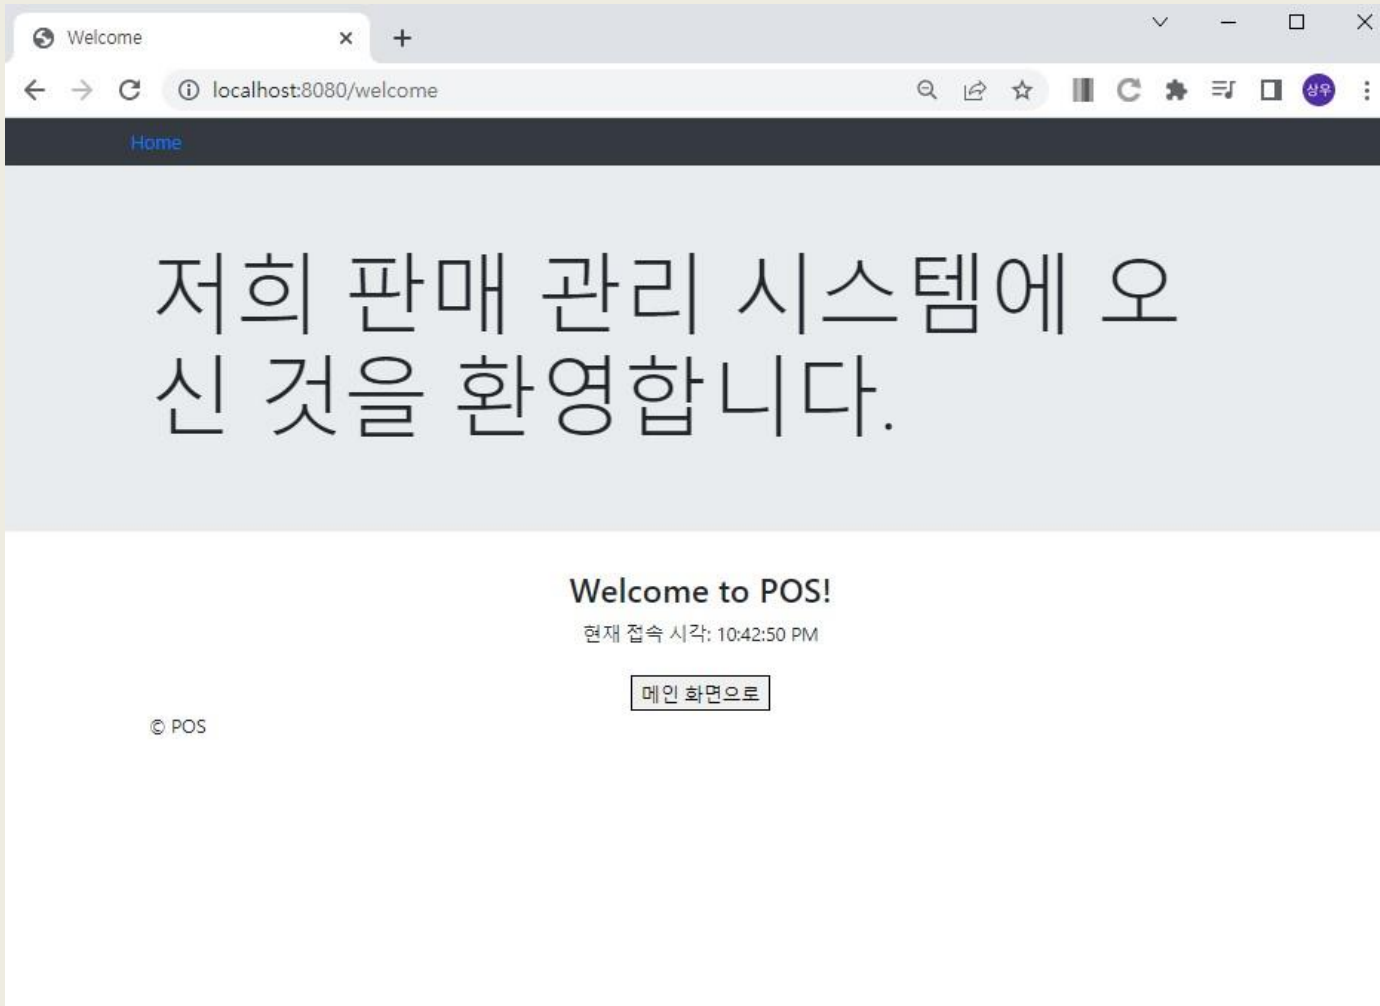 Welcome
localhost:8080/welcome
상우
Home
저희 판매 관리 시스템에 오
신 것을 환영합니다.
Welcome to POS!
현재 접속 시각: 10:42:50 PM
메인 화면으로
© POS